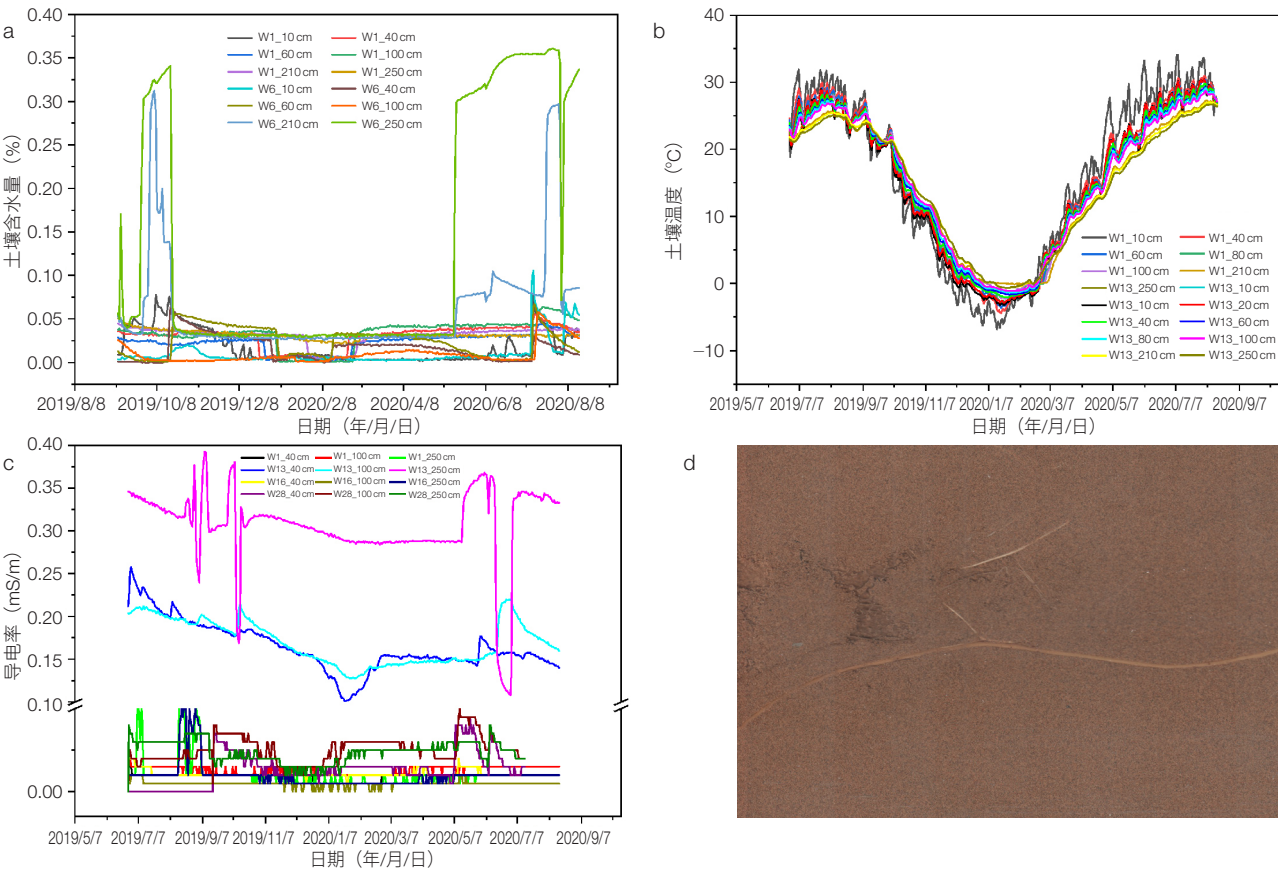 a
0.40
0.35
0.30
0.25
0.20
0.15
0.10
0.05
0.00
土壤含水量（%）
W1_10 cm W1_40 cm
W1_60 cm W1_100 cm
W1_210 cm W1_250 cm
W6_10 cm W6_40 cm
W6_60 cm W6_100 cm
W6_210 cm W6_250 cm
2019/8/8 2019/10/8 2019/12/8 2020/2/8 2020/4/8 2020/6/8 2020/8/8
日期（年/月/日）
b
40
30
20
10
0
−10
土壤温度（°C）
W1_10 cm W1_40 cm
W1_60 cm W1_80 cm
W1_100 cm W1_210 cm
W13_250 cm W13_10 cm
W13_10 cm W13_20 cm
W13_40 cm W13_60 cm
W13_80 cm W13_100 cm
W13_210 cm W13_250 cm
2019/5/7 2019/7/7 2019/9/7 2019/11/7 2020/1/7 2020/3/7 2020/5/7 2020/7/7 2020/9/7
日期（年/月/日）
c
0.40
0.35
0.30
0.25
0.20
0.15
0.10
0.00
导电率（mS/m）
W1_40 cm W1_100 cm W1_250 cm
W13_40 cm W13_100 cm W13_250 cm
W16_40 cm W16_100 cm W16_250 cm
W28_40 cm W28_100 cm W28_250 cm
2019/5/7 2019/7/7 2019/9/7 2019/11/7 2020/1/7 2020/3/7 2020/5/7 2020/7/7 2020/9/7
日期（年/月/日）
d